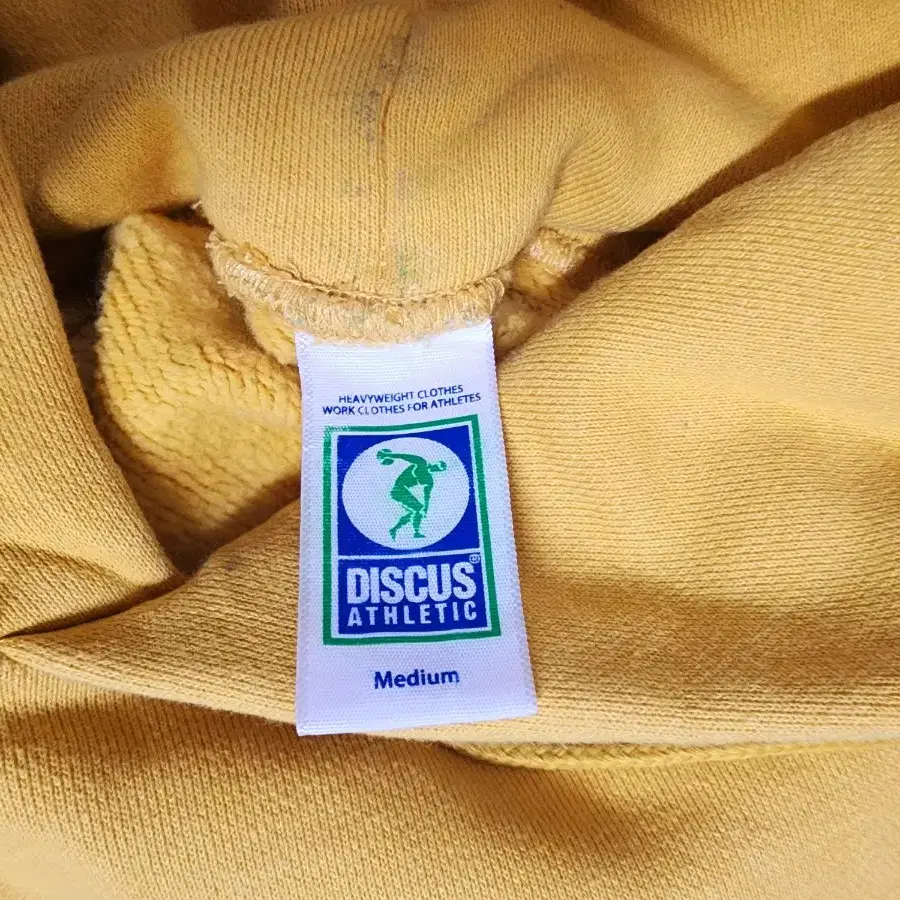 HEAVYWEIGHT CLOTHES
WORK CLOTHES FOR ATHLETES
DISCUS®
ATHLETIC
Medium